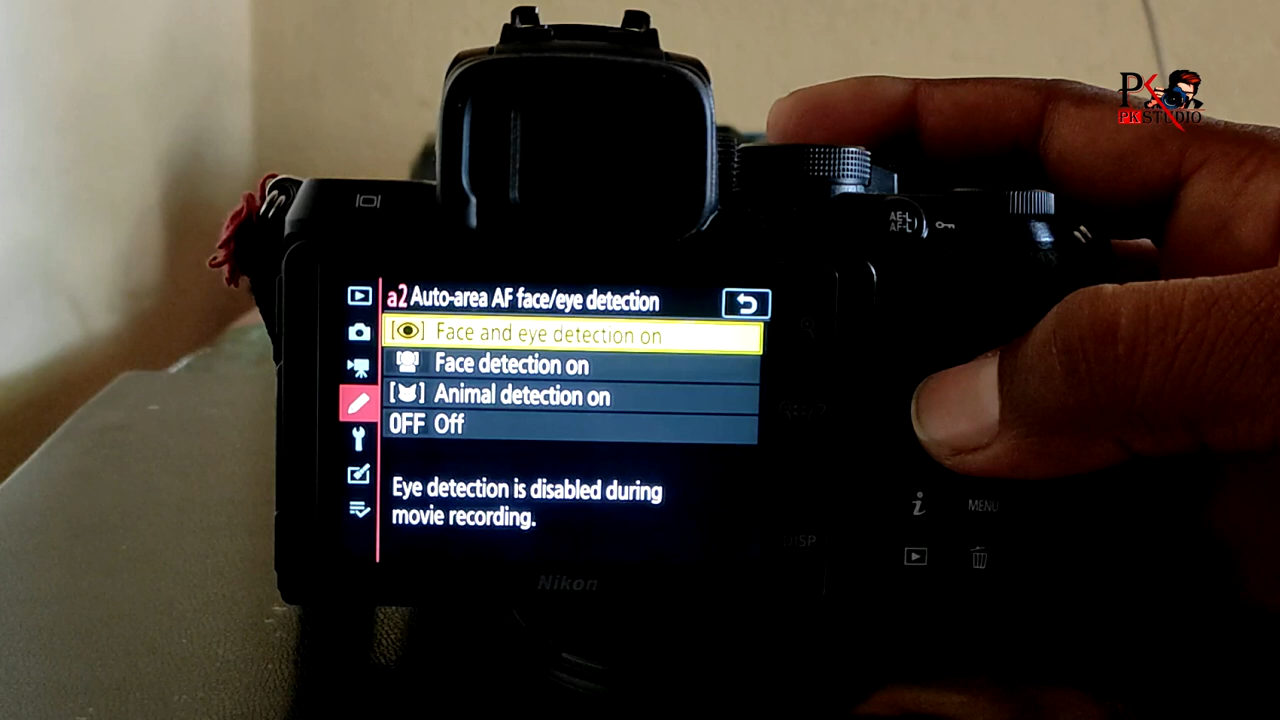 PK
PK STUDIO
AE-L
AF-L
a2 Auto-area AF face/eye detection
Face and eye detection on
Face detection on
Animal detection on
OFF Off
Eye detection is disabled during
movie recording.
i MENU
DISP
Nikon